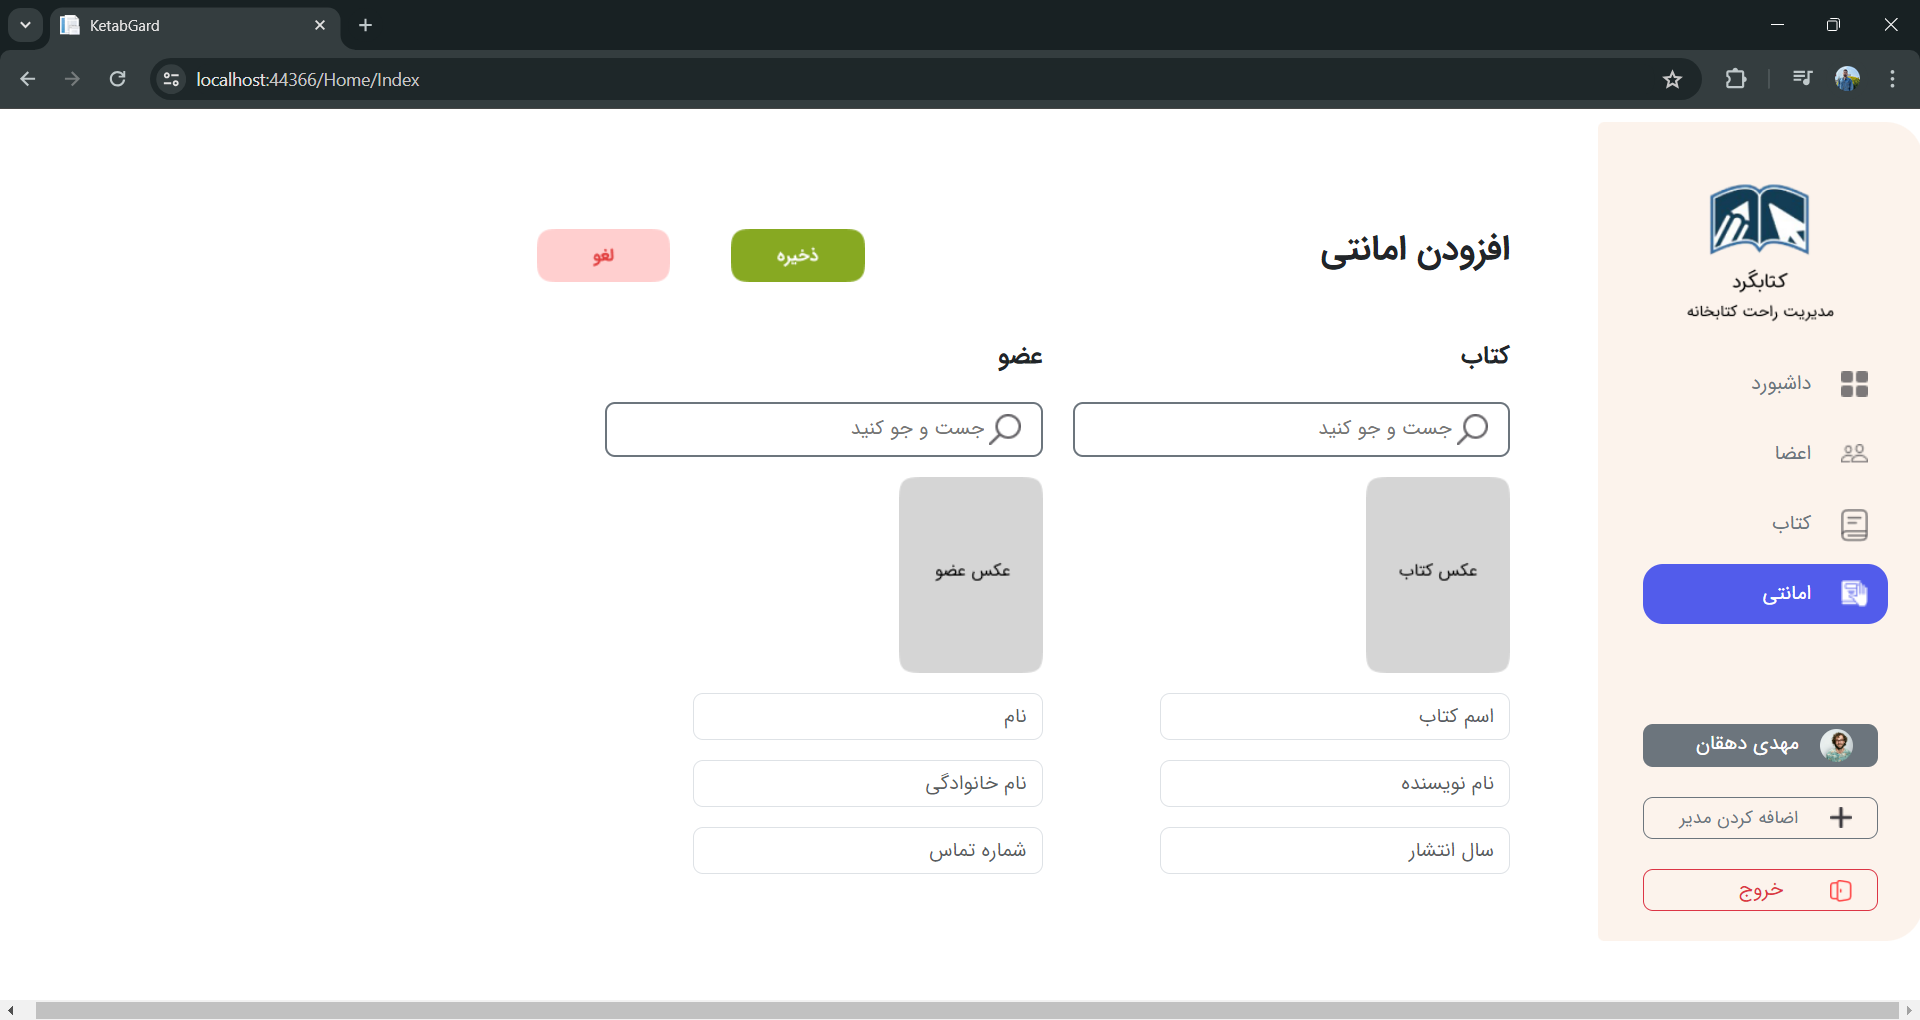 KetabGard
localhost:44366/Home/Index
کتابگرد
مدیریت راحت کتابخانه
داشبورد
اعضا
کتاب
امانتی
مهدی دهقان
اضافه کردن مدیر
خروج
افزودن امانتی
ذخیره
لغو
کتاب
جست و جو کنید
عکس کتاب
اسم کتاب
نام نویسنده
سال انتشار
عضو
جست و جو کنید
عکس عضو
نام
نام خانوادگی
شماره تماس